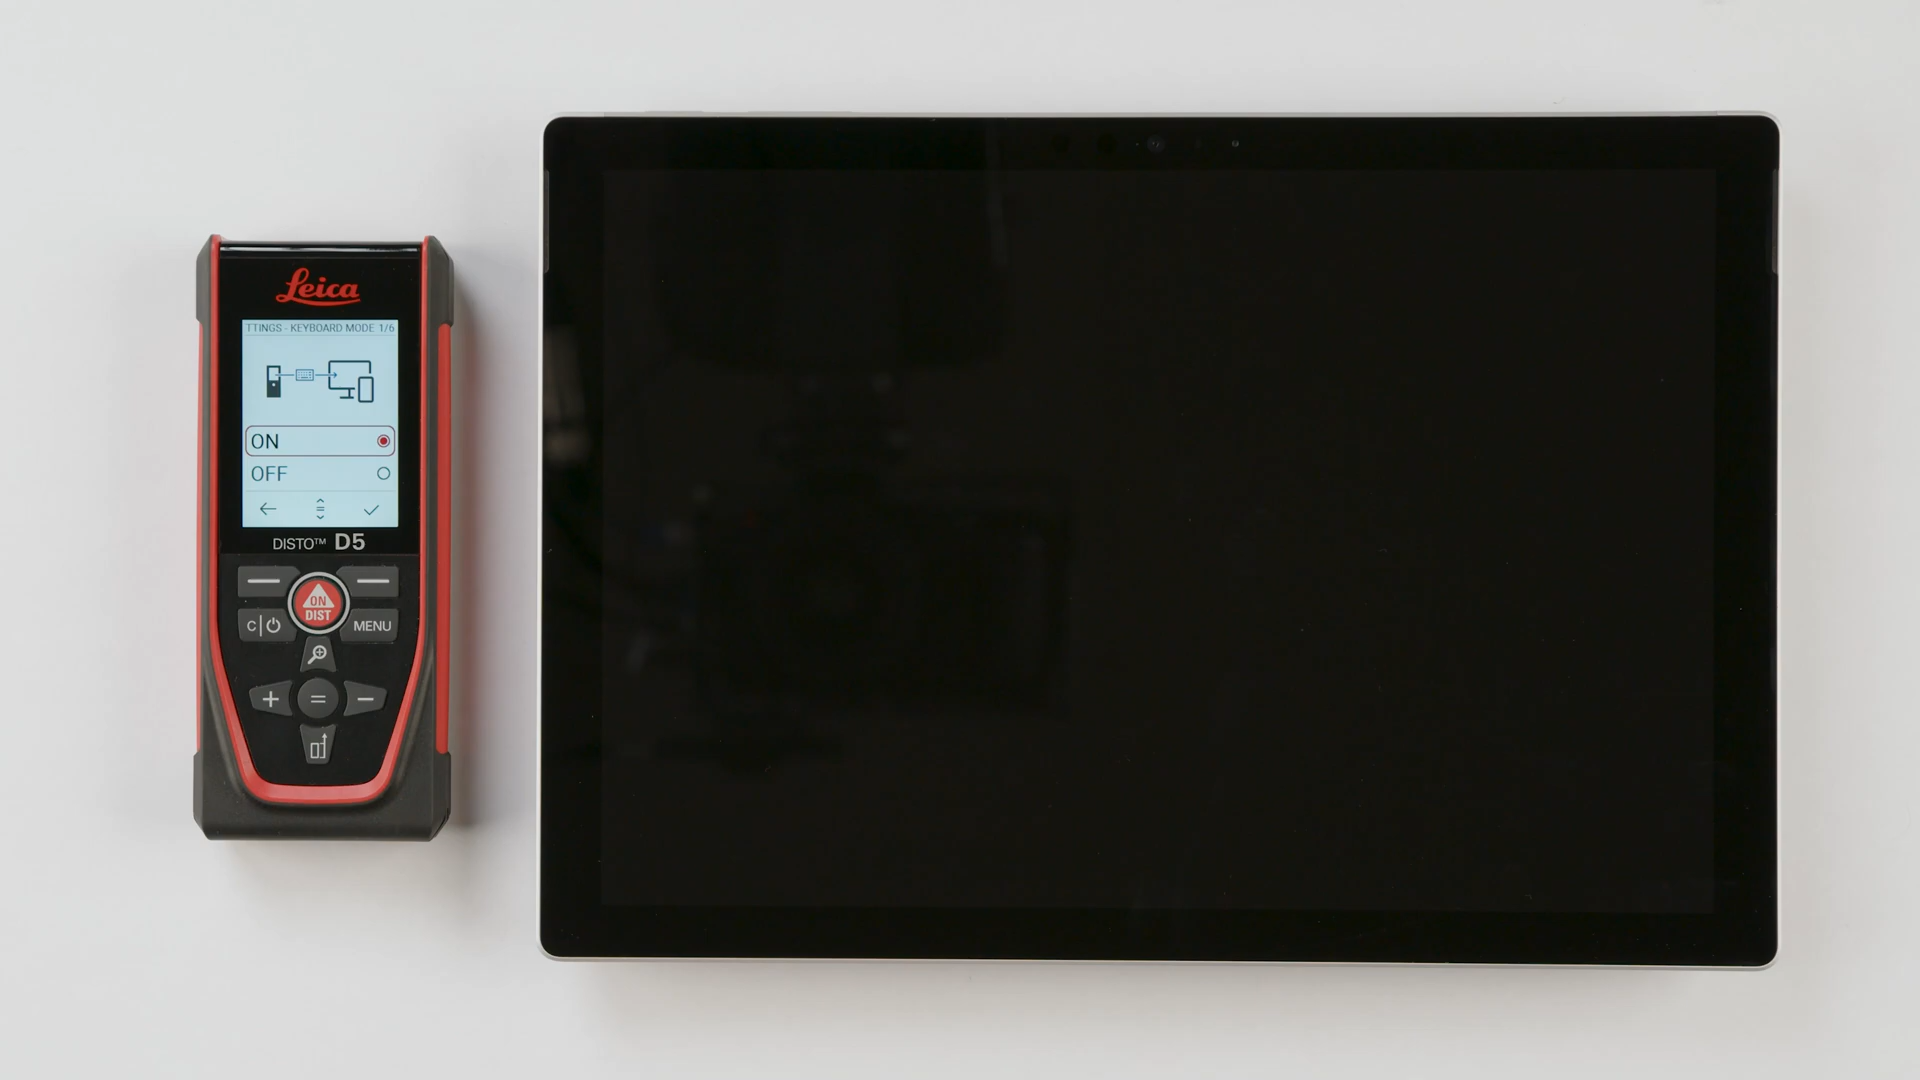 Leica
TTINGS - KEYBOARD MODE 1/6
ON
OFF
DISTO™ D5
ON
DIST
C
MENU
+ = −